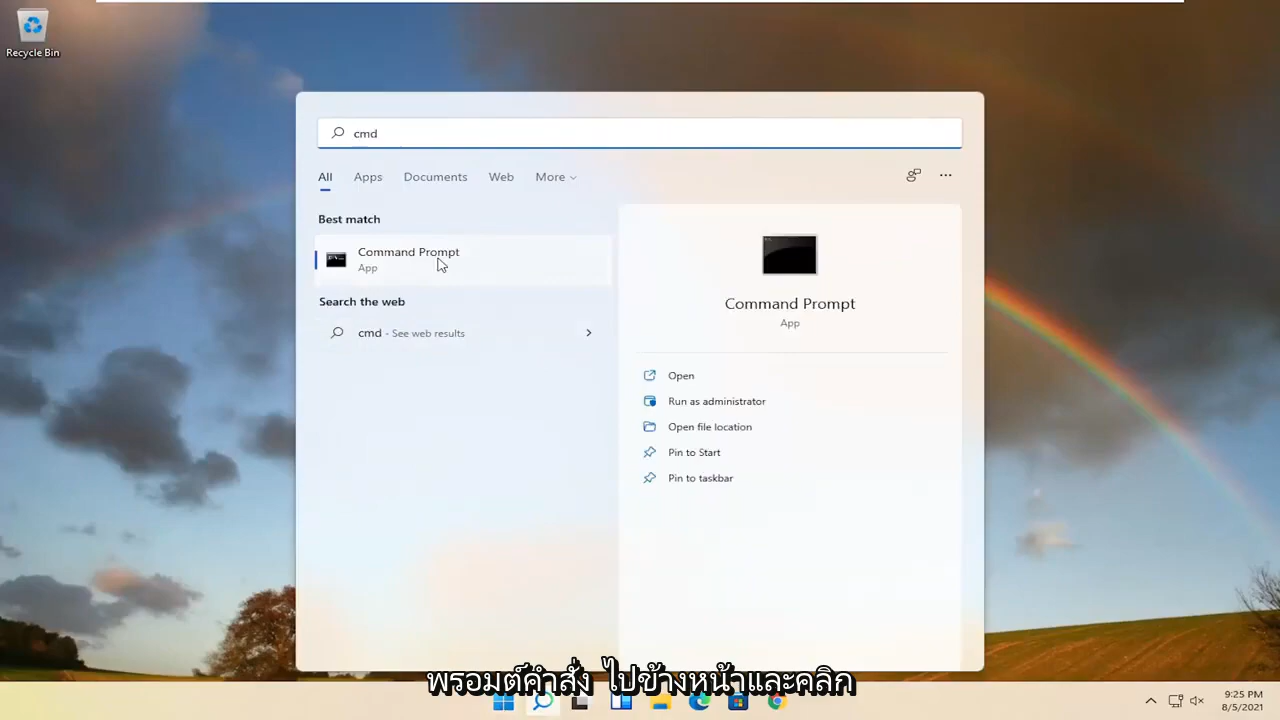 Recycle Bin
cmd
All Apps Documents Web More
Best match
Command Prompt
App
Search the web
cmd - See web results
Command Prompt
App
Open
Run as administrator
Open file location
Pin to Start
Pin to taskbar
พรอมต์คำสั่ง ไปข้างหน้าและคลิก
9:25 PM
8/5/2021